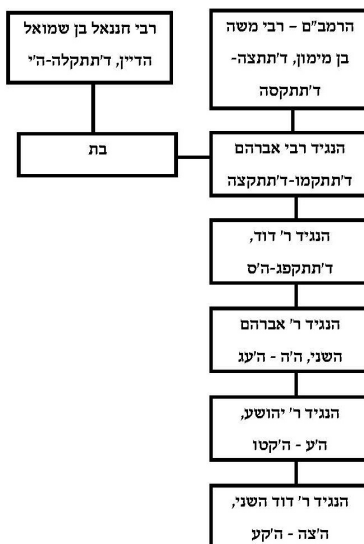 הרמב"ם – רבי משה
בן מימון, ד'תתצה-
ד'תתקסה
רבי חננאל בן שמואל
הדיין, ד'תתקלה-ה'י
הנגיד רבי אברהם
ד'תתקמו-ד'תתקצה
בת
הנגיד ר' דוד,
ד'תתקפג-ה'ס
הנגיד ר' אברהם
השני, ה'ה - ה'עג
הנגיד ר' יהושע,
ה'ע - ה'קטו
הנגיד ר' דוד השני,
ה'צה - ה'קע